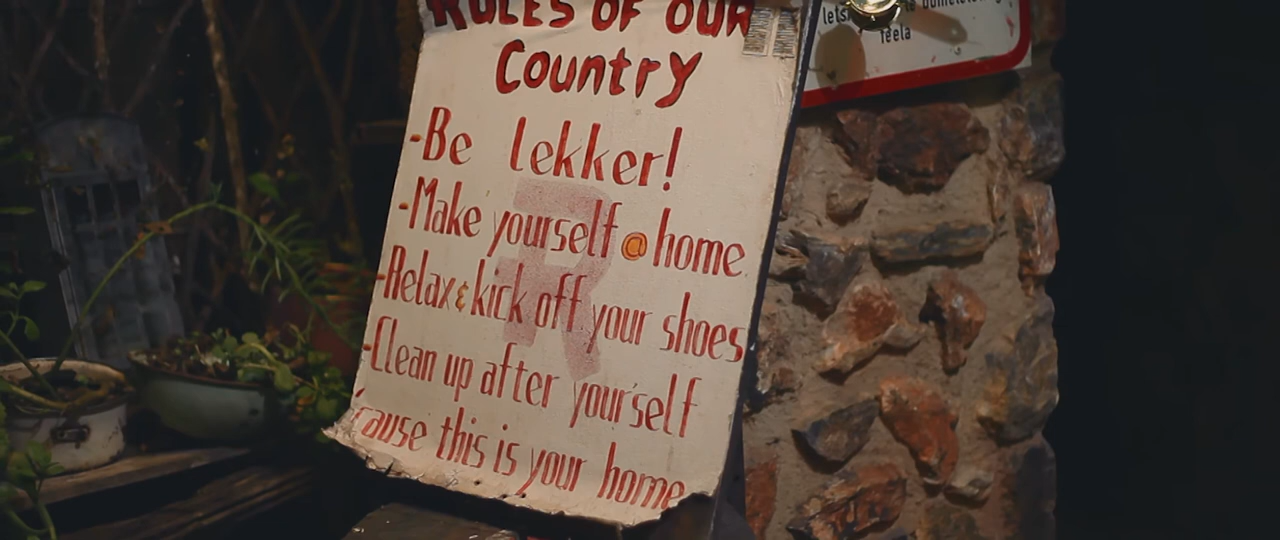 RULES OF OUR
Country
-Be lekker!
-Make yourself @ home.
-Relax & kick off your shoes
-Clean up after your'self
'cause this is your home
feela